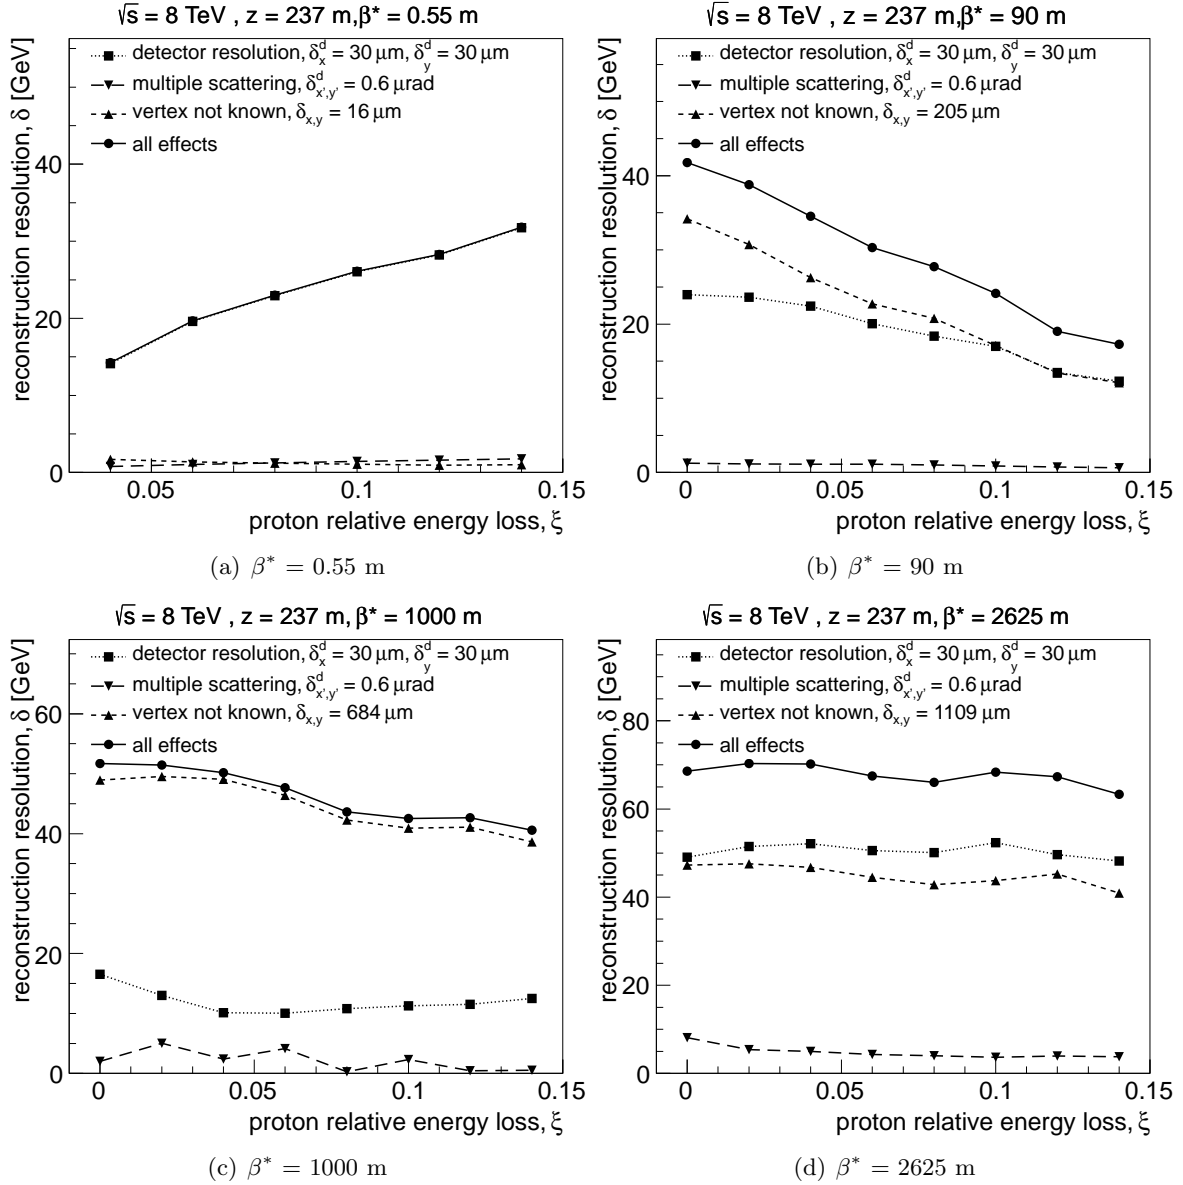 √s = 8 TeV , z = 237 m,β* = 0.55 m
detector resolution, δ^d_x = 30 μm, δ^d_y = 30 μm
multiple scattering, δ^d_x',y' = 0.6 μrad
vertex not known, δ_x,y = 16 μm
all effects
reconstruction resolution, δ [GeV]
40
20
0
0.05 0.1 0.15
proton relative energy loss, ξ
(a) β* = 0.55 m
√s = 8 TeV , z = 237 m,β* = 90 m
detector resolution, δ^d_x = 30 μm, δ^d_y = 30 μm
multiple scattering, δ^d_x',y' = 0.6 μrad
vertex not known, δ_x,y = 205 μm
all effects
reconstruction resolution, δ [GeV]
40
20
0
0 0.05 0.1 0.15
proton relative energy loss, ξ
(b) β* = 90 m
√s = 8 TeV , z = 237 m, β* = 1000 m
detector resolution, δ^d_x = 30 μm, δ^d_y = 30 μm
multiple scattering, δ^d_x',y' = 0.6 μrad
vertex not known, δ_x,y = 684 μm
all effects
reconstruction resolution, δ [GeV]
60
40
20
0
0 0.05 0.1 0.15
proton relative energy loss, ξ
(c) β* = 1000 m
√s = 8 TeV , z = 237 m, β* = 2625 m
detector resolution, δ^d_x = 30 μm, δ^d_y = 30 μm
multiple scattering, δ^d_x',y' = 0.6 μrad
vertex not known, δ_x,y = 1109 μm
all effects
reconstruction resolution, δ [GeV]
80
60
40
20
0
0 0.05 0.1 0.15
proton relative energy loss, ξ
(d) β* = 2625 m